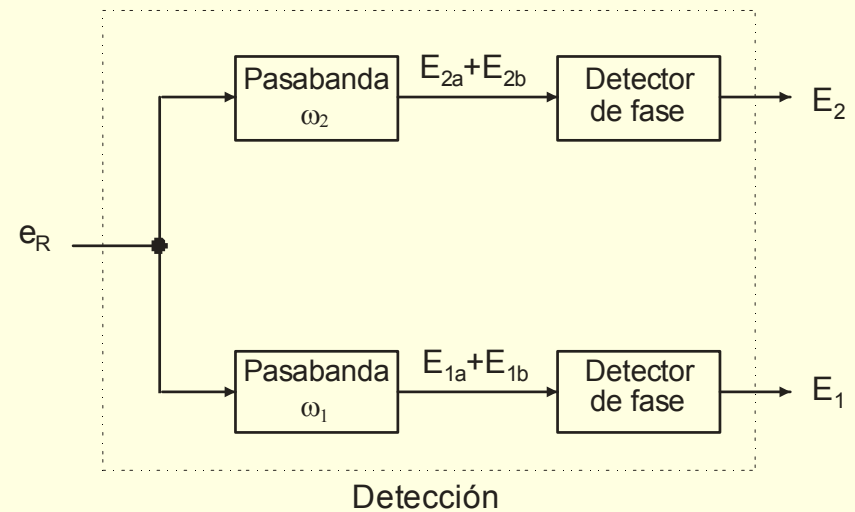 Pasabanda
ω₂
E₂ₐ+E₂b
Detector
de fase
E₂
eR
Pasabanda
ω₁
E₁ₐ+E₁b
Detector
de fase
E₁
Detección